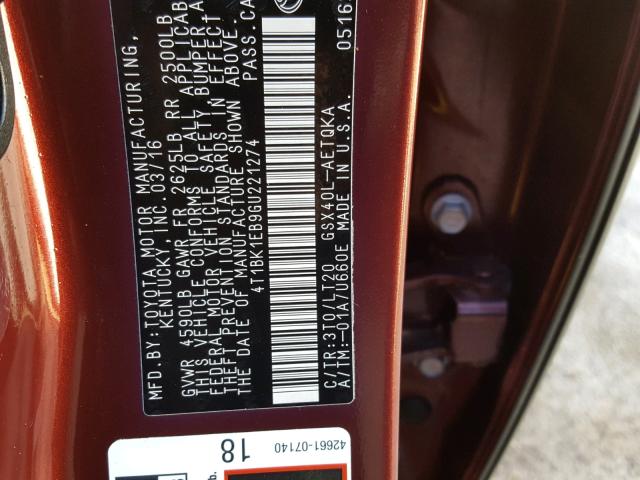 MFD.BY:TOYOTA MOTOR MANUFACTURING,
KENTUCKY, INC. 03/16
GVWR 4590LB GAWR FR 2625LB RR 2500LB
THIS VEHICLE CONFORMS TO ALL APPLICAB
FEDERAL MOTOR VEHICLE SAFETY, BUMPER, A
THEFT PREVENTION STANDARDS IN EFFECT
THE DATE OF MANUFACTURE SHOWN ABOVE.
4T1BK1EB9GU221274 PASS.CA
0516
C/TR:3T0/LT20 GSX40L-AETQKA
A/TM:-01A/U660E MADE IN U.S.A.
42661-07140
18